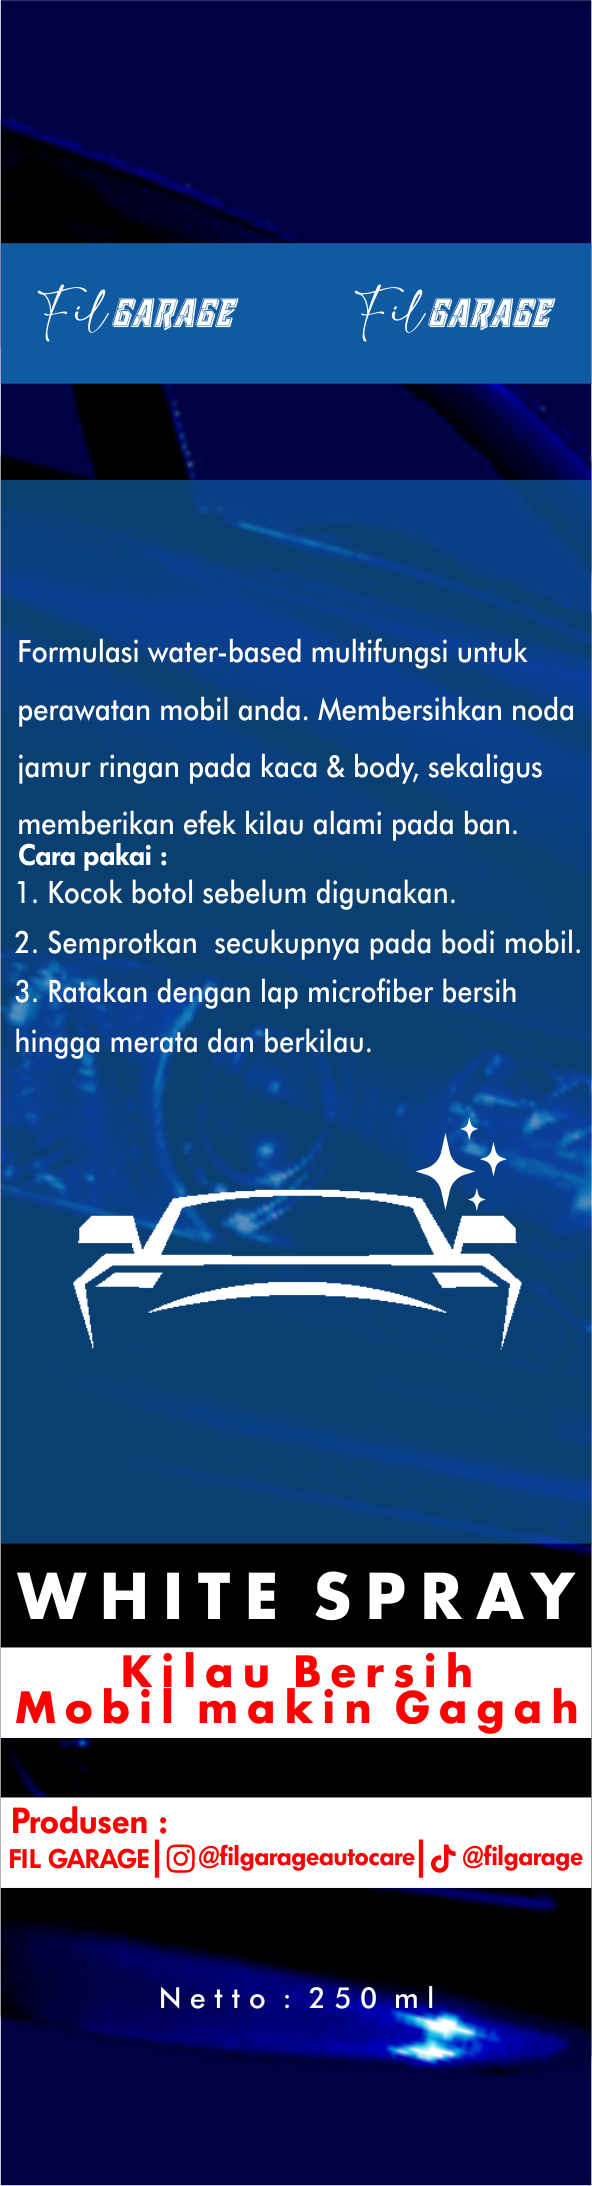 Fil GARAGE Fil GARAGE
Formulasi water-based multifungsi untuk
perawatan mobil anda. Membersihkan noda
jamur ringan pada kaca & body, sekaligus
memberikan efek kilau alami pada ban.
Cara pakai :
1. Kocok botol sebelum digunakan.
2. Semprotkan  secukupnya pada bodi mobil.
3. Ratakan dengan lap microfiber bersih
hingga merata dan berkilau.
WHITE SPRAY
Kilau Bersih
Mobil makin Gagah
Produsen :
FIL GARAGE | @filgarageautocare | @filgarage
Netto : 250 ml